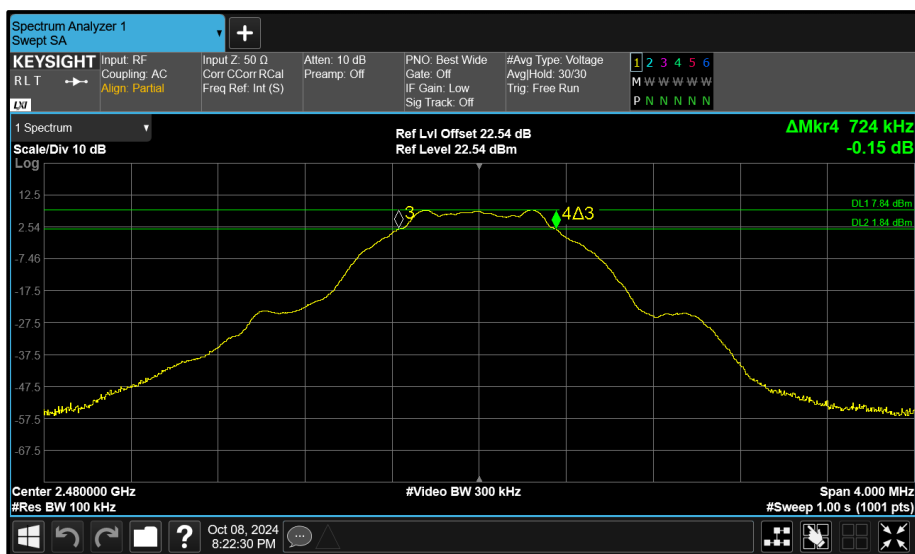 Spectrum Analyzer 1
Swept SA
KEYSIGHT
RLT
LXI
Input: RF
Coupling: AC
Align: Partial
Input Z: 50 Ω
Corr CCorr RCal
Freq Ref: Int (S)
Atten: 10 dB
Preamp: Off
PNO: Best Wide
Gate: Off
IF Gain: Low
Sig Track: Off
#Avg Type: Voltage
Avg|Hold: 30/30
Trig: Free Run
1 2 3 4 5 6
M W W W W W
P N N N N N
1 Spectrum
Scale/Div 10 dB
Log
Ref Lvl Offset 22.54 dB
Ref Level 22.54 dBm
ΔMkr4 724 kHz
-0.15 dB
12.5
2.54
-7.46
-17.5
-27.5
-37.5
-47.5
-57.5
-67.5
3
4Δ3
DL1 7.84 dBm
DL2 1.84 dBm
Center 2.480000 GHz
#Res BW 100 kHz
#Video BW 300 kHz
Span 4.000 MHz
#Sweep 1.00 s (1001 pts)
?
Oct 08, 2024
8:22:30 PM